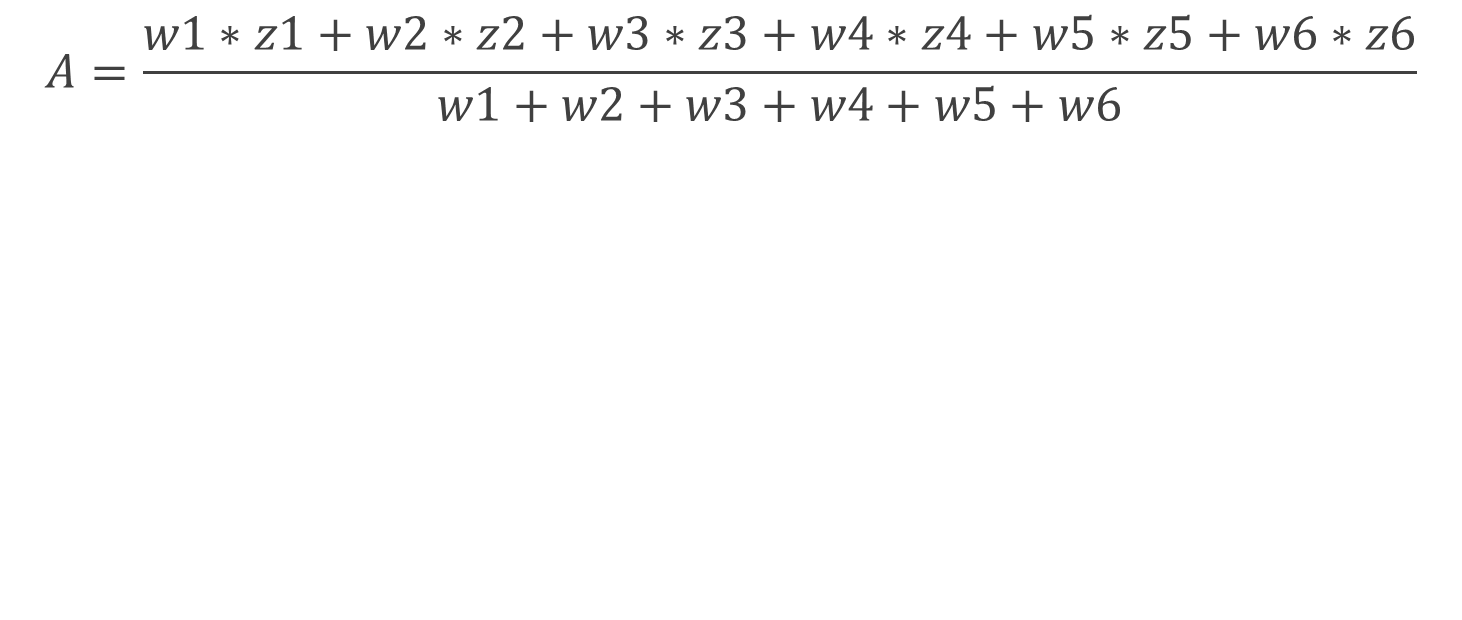 A = w1 ∗ z1 + w2 ∗ z2 + w3 ∗ z3 + w4 ∗ z4 + w5 ∗ z5 + w6 ∗ z6
w1 + w2 + w3 + w4 + w5 + w6